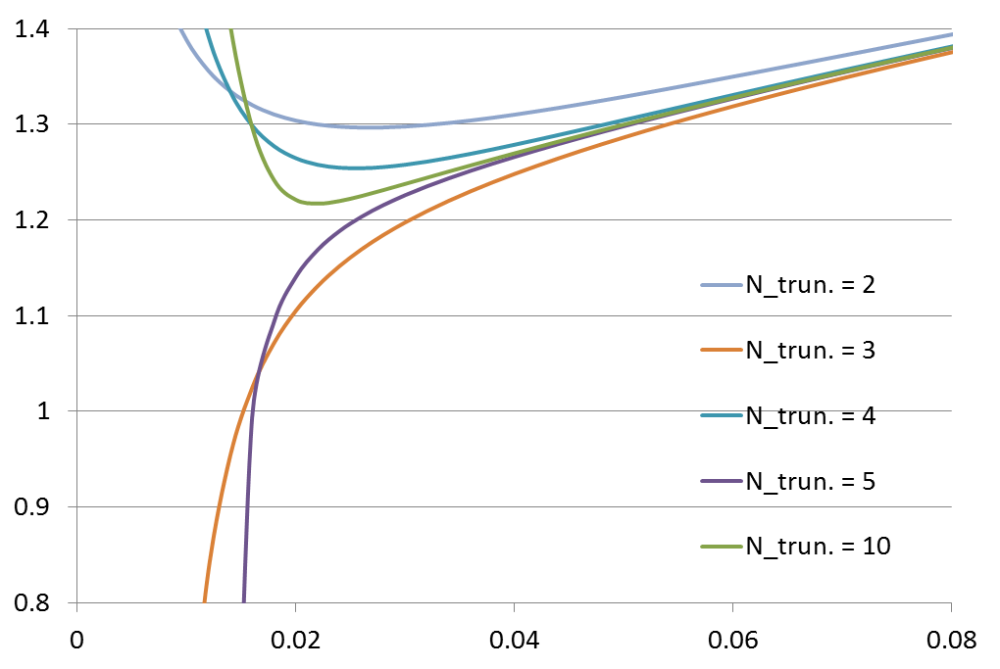 1.4
1.3
1.2
1.1
1
0.9
0.8
N_trun. = 2
N_trun. = 3
N_trun. = 4
N_trun. = 5
N_trun. = 10
0 0.02 0.04 0.06 0.08